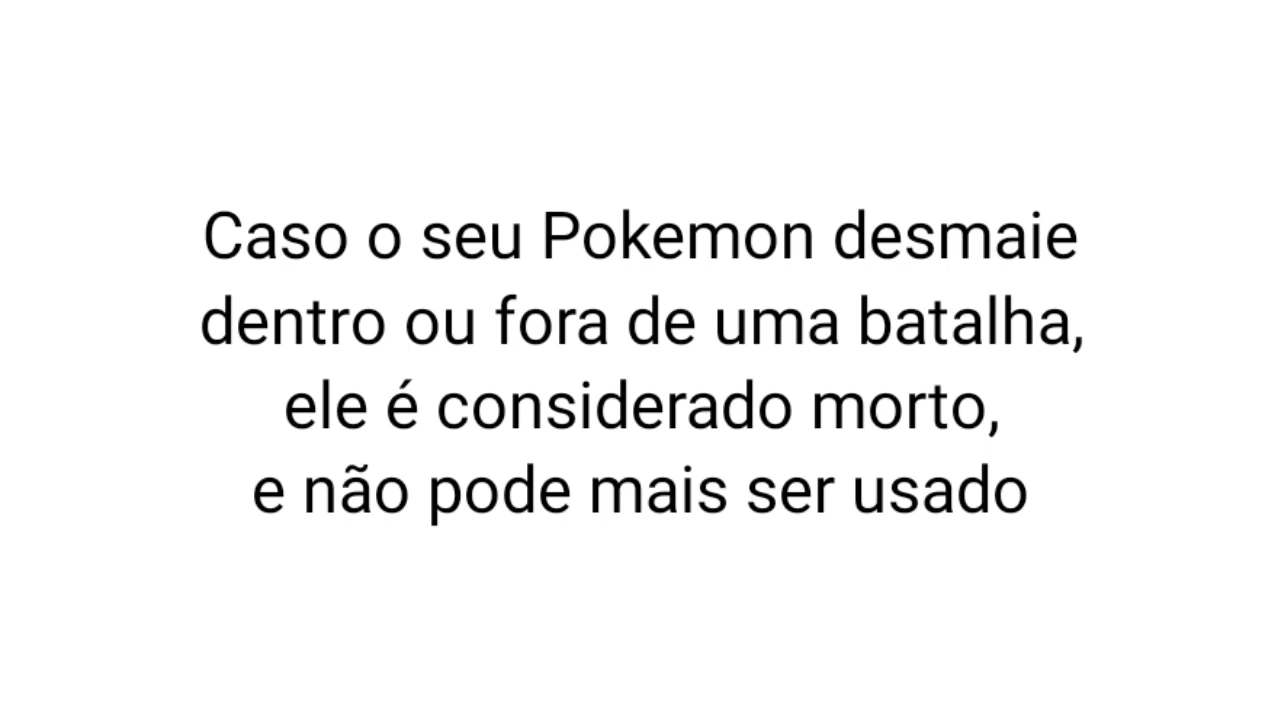 Caso o seu Pokemon desmaie
dentro ou fora de uma batalha,
ele é considerado morto,
e não pode mais ser usado